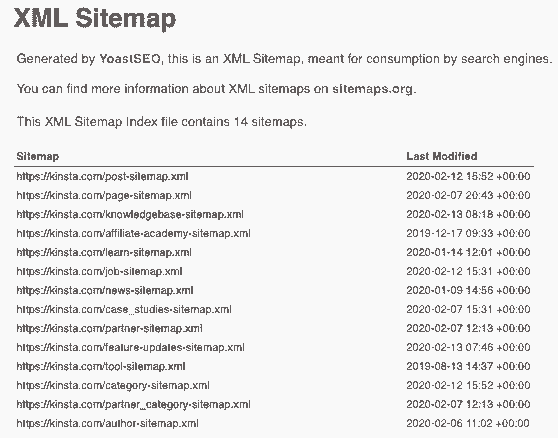 XML Sitemap
Generated by YoastSEO, this is an XML Sitemap, meant for consumption by search engines.
You can find more information about XML sitemaps on sitemaps.org.
This XML Sitemap Index file contains 14 sitemaps.
Sitemap Last Modified
https://kinsta.com/post-sitemap.xml 2020-02-12 15:52 +00:00
https://kinsta.com/page-sitemap.xml 2020-02-07 20:43 +00:00
https://kinsta.com/knowledgebase-sitemap.xml 2020-02-13 08:18 +00:00
https://kinsta.com/affiliate-academy-sitemap.xml 2019-12-17 09:33 +00:00
https://kinsta.com/learn-sitemap.xml 2020-01-14 12:01 +00:00
https://kinsta.com/job-sitemap.xml 2020-02-12 15:31 +00:00
https://kinsta.com/news-sitemap.xml 2020-01-09 14:56 +00:00
https://kinsta.com/case_studies-sitemap.xml 2020-02-07 15:31 +00:00
https://kinsta.com/partner-sitemap.xml 2020-02-07 12:13 +00:00
https://kinsta.com/feature-updates-sitemap.xml 2020-02-13 07:46 +00:00
https://kinsta.com/tool-sitemap.xml 2019-08-13 14:37 +00:00
https://kinsta.com/category-sitemap.xml 2020-02-12 15:52 +00:00
https://kinsta.com/partner_category-sitemap.xml 2020-02-07 12:13 +00:00
https://kinsta.com/author-sitemap.xml 2020-02-06 11:02 +00:00